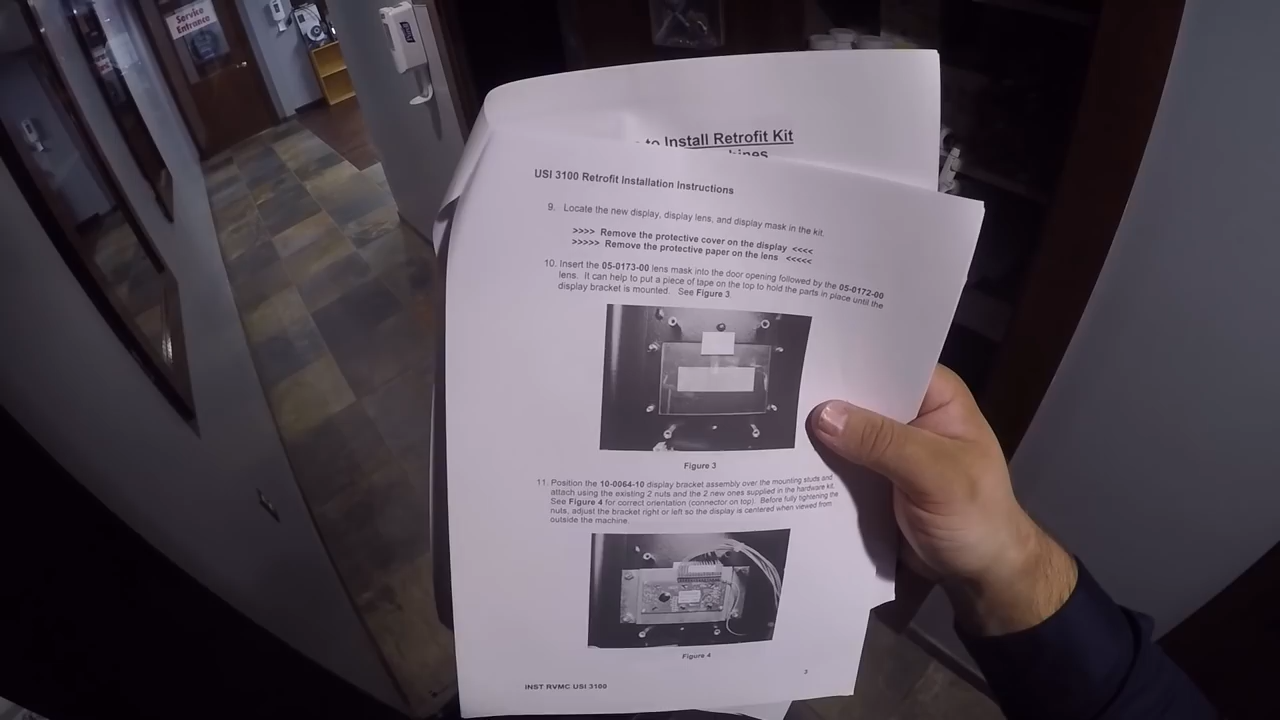 Service
Entrance
to Install Retrofit Kit
USI 3100 Retrofit Installation Instructions
9. Locate the new display, display lens, and display mask in the kit.
>>>> Remove the protective cover on the display <<<<
>>>>> Remove the protective paper on the lens <<<<<
10. Insert the 05-0173-00 lens mask into the door opening followed by the 05-0172-00
lens. It can help to put a piece of tape on the top to hold the parts in place until the
display bracket is mounted. See Figure 3.
Figure 3
11. Position the 10-0064-10 display bracket assembly over the mounting studs and
attach using the existing 2 nuts and the 2 new ones supplied in the hardware kit.
See Figure 4 for correct orientation (connector on top). Before fully tightening the
nuts, adjust the bracket right or left so the display is centered when viewed from
outside the machine.
Figure 4
3
INST RVMC USI 3100